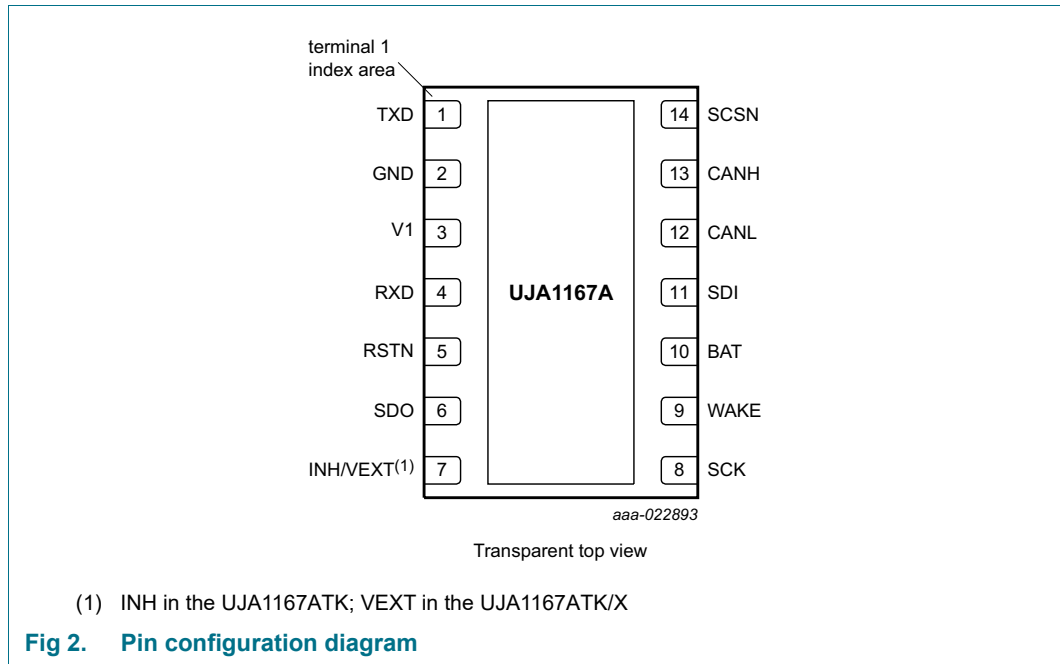 terminal 1
index area
TXD 1
14 SCSN
GND 2
13 CANH
V1 3
12 CANL
RXD 4
UJA1167A
11 SDI
RSTN 5
10 BAT
SDO 6
9 WAKE
INH/VEXT(1) 7
8 SCK
aaa-022893
Transparent top view
(1) INH in the UJA1167ATK; VEXT in the UJA1167ATK/X
Fig 2. Pin configuration diagram